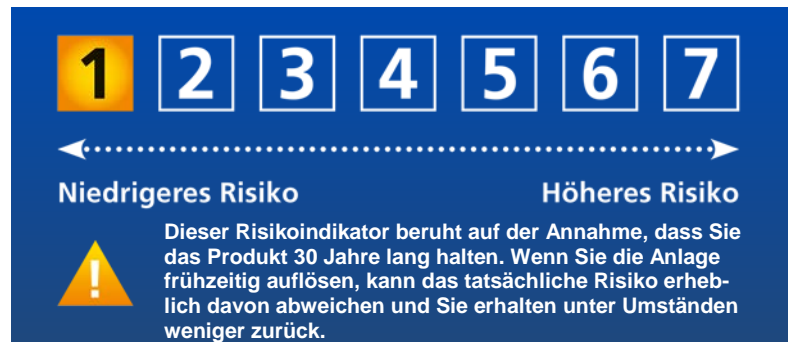 1 2 3 4 5 6 7
Niedrigeres Risiko Höheres Risiko
Dieser Risikoindikator beruht auf der Annahme, dass Sie
das Produkt 30 Jahre lang halten. Wenn Sie die Anlage
frühzeitig auflösen, kann das tatsächliche Risiko erheb-
lich davon abweichen und Sie erhalten unter Umständen
weniger zurück.